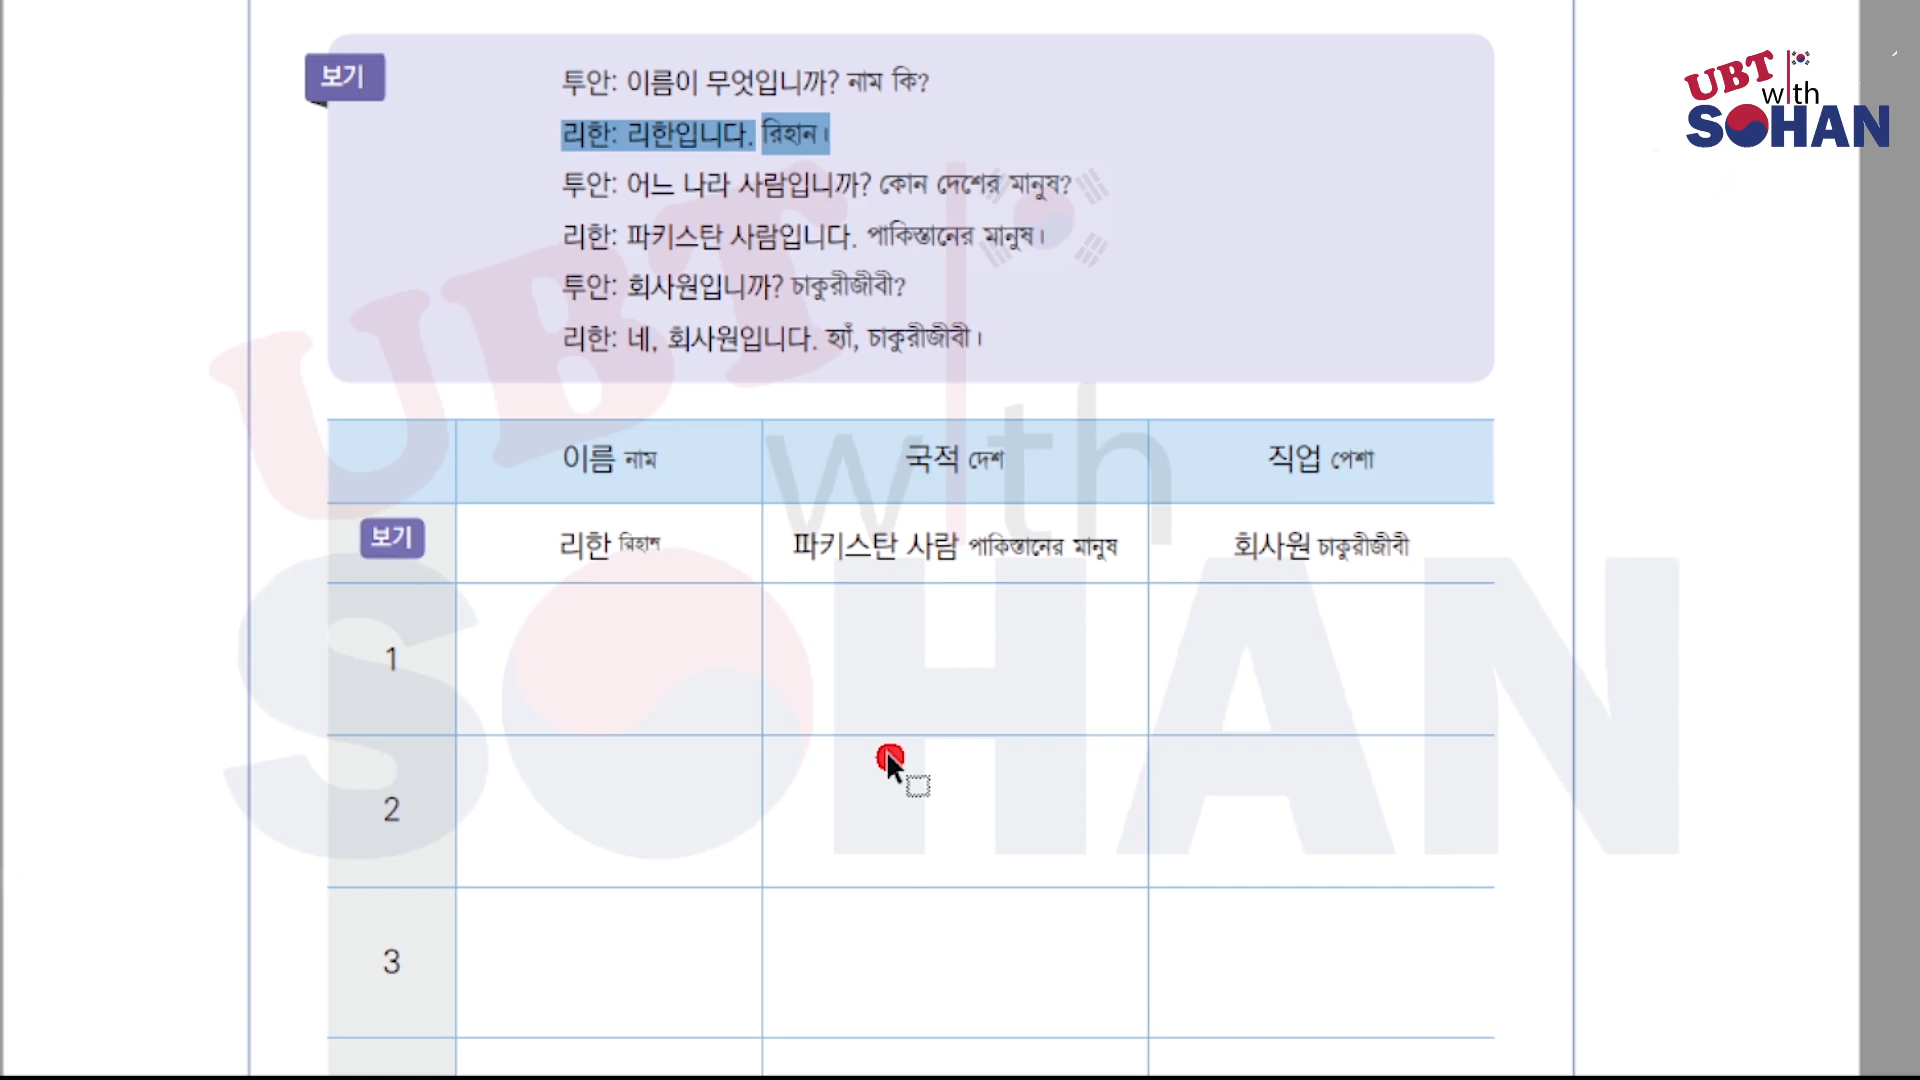 UBT with
SOHAN
보기
투안: 이름이 무엇입니까? নাম কি?
리한: 리한입니다. রিহান।
투안: 어느 나라 사람입니까? কোন দেশের মানুষ?
리한: 파키스탄 사람입니다. পাকিস্তানের মানুষ।
투안: 회사원입니까? চাকুরীজীবী?
리한: 네, 회사원입니다. হ্যাঁ, চাকুরীজীবী।
이름 নাম 국적 দেশ 직업 পেশা
보기 리한 রিহান্ 파키스탄 사람 পাকিস্তানের মানুষ 회사원 চাকুরীজীবী
1
2
3
UBT with
SOHAN